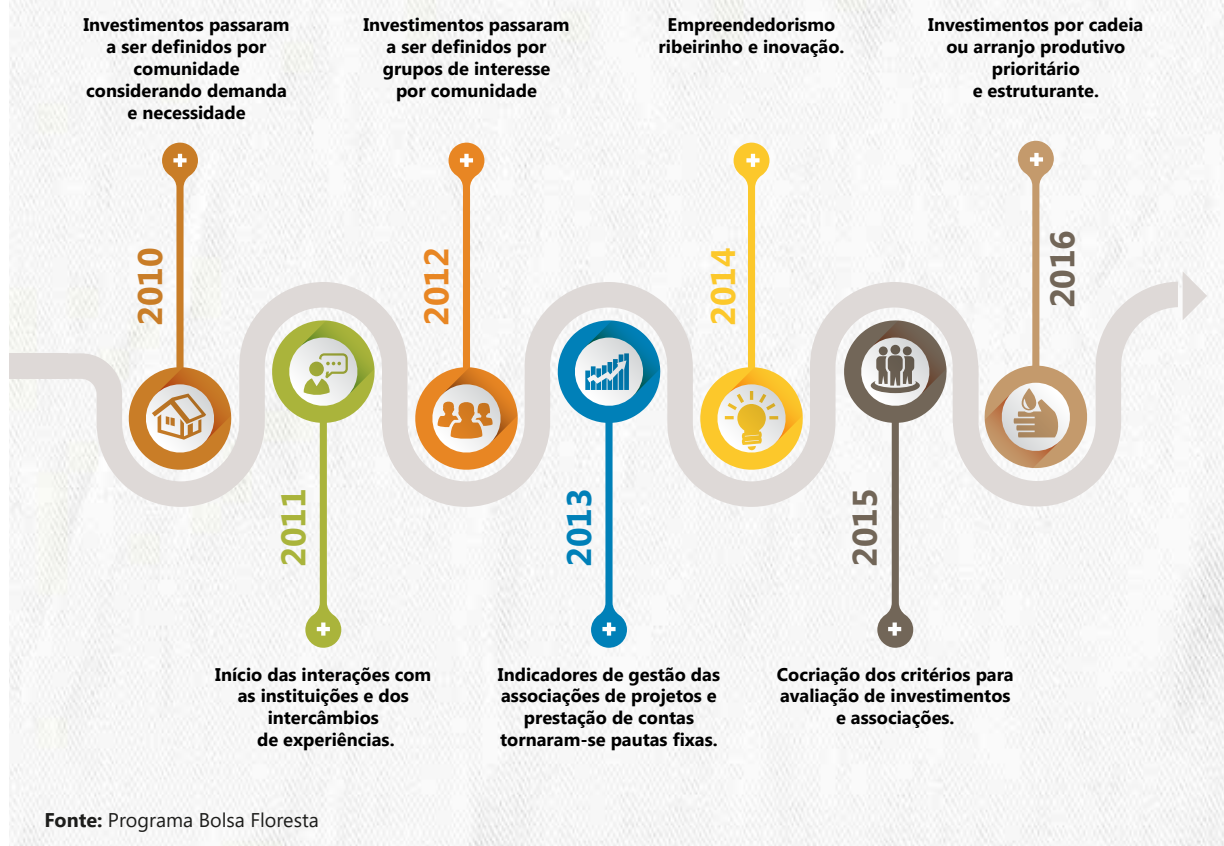 Investimentos passaram
a ser definidos por
comunidade
considerando demanda
e necessidade
2010
Início das interações com
as instituições e dos
intercâmbios
de experiências.
2011
Investimentos passaram
a ser definidos por
grupos de interesse
por comunidade
2012
Indicadores de gestão das
associações de projetos e
prestação de contas
tornaram-se pautas fixas.
2013
Empreendedorismo
ribeirinho e inovação.
2014
Cocriação dos critérios para
avaliação de investimentos
e associações.
2015
Investimentos por cadeia
ou arranjo produtivo
prioritário
e estruturante.
2016
Fonte: Programa Bolsa Floresta